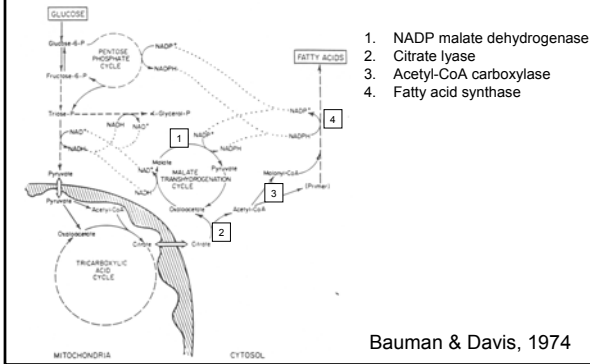 GLUCOSE
Glucose-6-P
Fructose-6-P
PENTOSE
PHOSPHATE
CYCLE
NADP⁺
NADPH
Triose-P
α-Glycerol-P
NADH
NAD⁺
NAD⁺
NADH
Pyruvate
Pyruvate
Acetyl-CoA
Oxaloacetate
Citrate
Citrate
TRICARBOXYLIC
ACID
CYCLE
MITOCHONDRIA
CYTOSOL
1
Malate
NADP⁺
NADPH
Pyruvate
MALATE
TRANSHYDROGENATION
CYCLE
NAD⁺
NADH
Oxaloacetate
2
Acetyl-CoA
3
Malonyl-CoA
(Primer)
FATTY ACIDS
NADP⁺
NADPH
4
1. NADP malate dehydrogenase
2. Citrate lyase
3. Acetyl-CoA carboxylase
4. Fatty acid synthase
Bauman & Davis, 1974